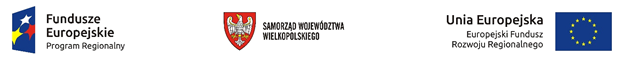 Fundusze
Europejskie
Program Regionalny
SAMORZĄD WOJEWÓDZTWA
WIELKOPOLSKIEGO
Unia Europejska
Europejski Fundusz
Rozwoju Regionalnego